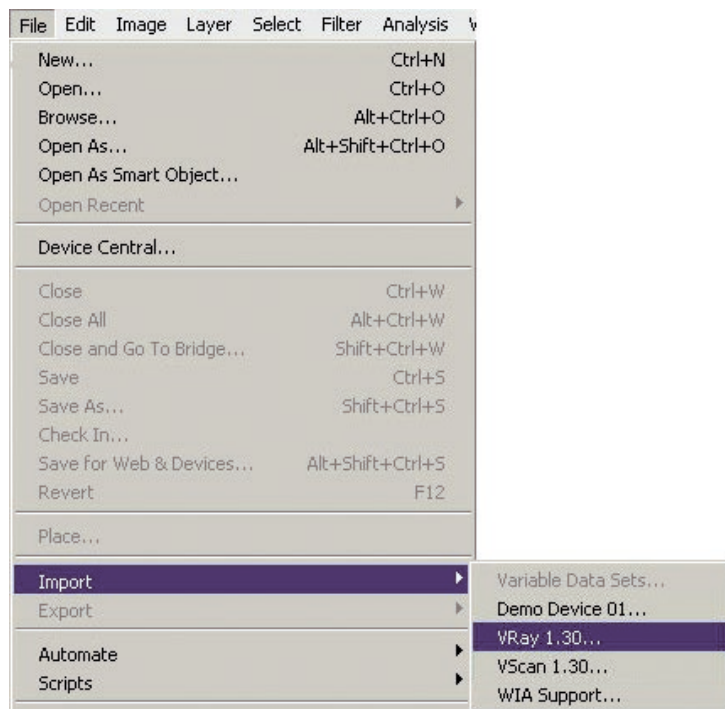 File Edit Image Layer Select Filter Analysis
New... Ctrl+N
Open... Ctrl+O
Browse... Alt+Ctrl+O
Open As... Alt+Shift+Ctrl+O
Open As Smart Object...
Open Recent
Device Central...
Close Ctrl+W
Close All Alt+Ctrl+W
Close and Go To Bridge... Shift+Ctrl+W
Save Ctrl+S
Save As... Shift+Ctrl+S
Check In...
Save for Web & Devices... Alt+Shift+Ctrl+S
Revert F12
Place...
Import
Export
Automate
Scripts
Variable Data Sets...
Demo Device 01...
VRay 1.30...
VScan 1.30...
WIA Support...